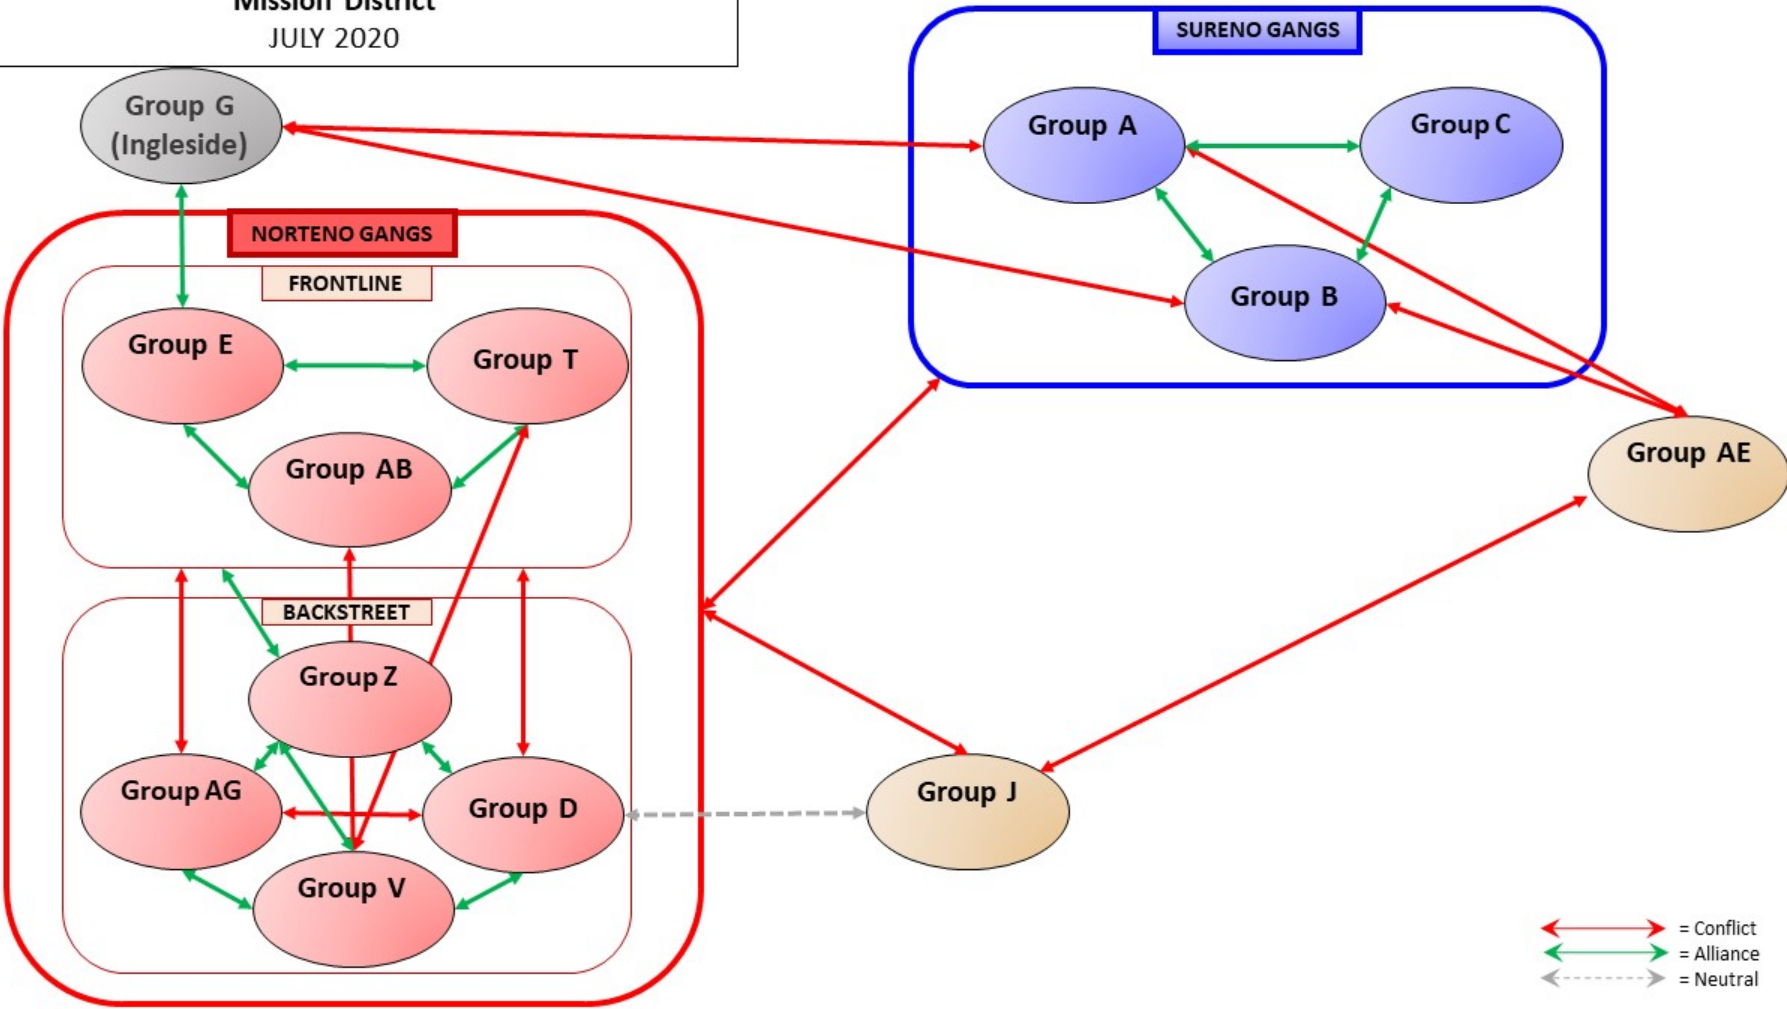 Mission District
JULY 2020
SURENO GANGS
Group G
(Ingleside)
Group A
Group C
NORTENO GANGS
FRONTLINE
Group B
Group E
Group T
Group AB
Group AE
BACKSTREET
Group Z
Group AG
Group D
Group J
Group V
= Conflict
= Alliance
= Neutral